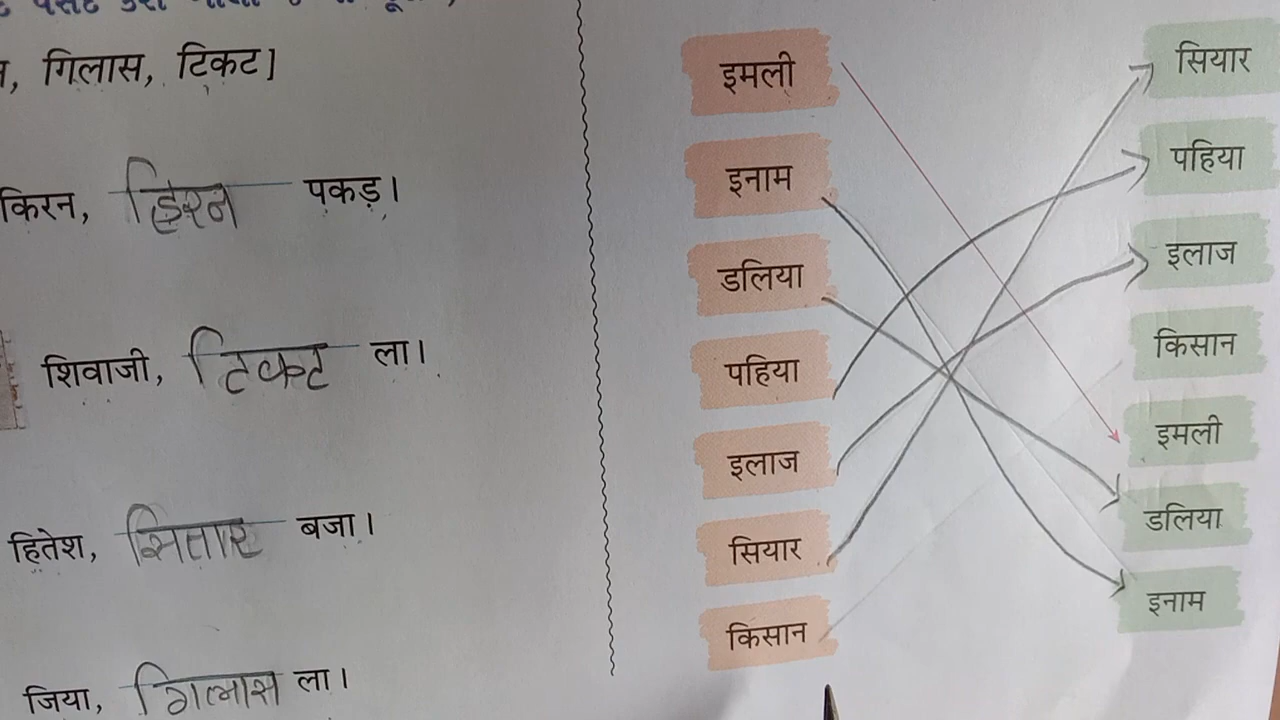 गिलास, टिकट]
किरन, हिरन पकड़।
शिवाजी, टिकट ला।
हितेश, सितार बजा।
जिया, गिलास ला।
इमली
इनाम
डलिया
पहिया
इलाज
सियार
किसान
सियार
पहिया
इलाज
किसान
इमली
डलिया
इनाम